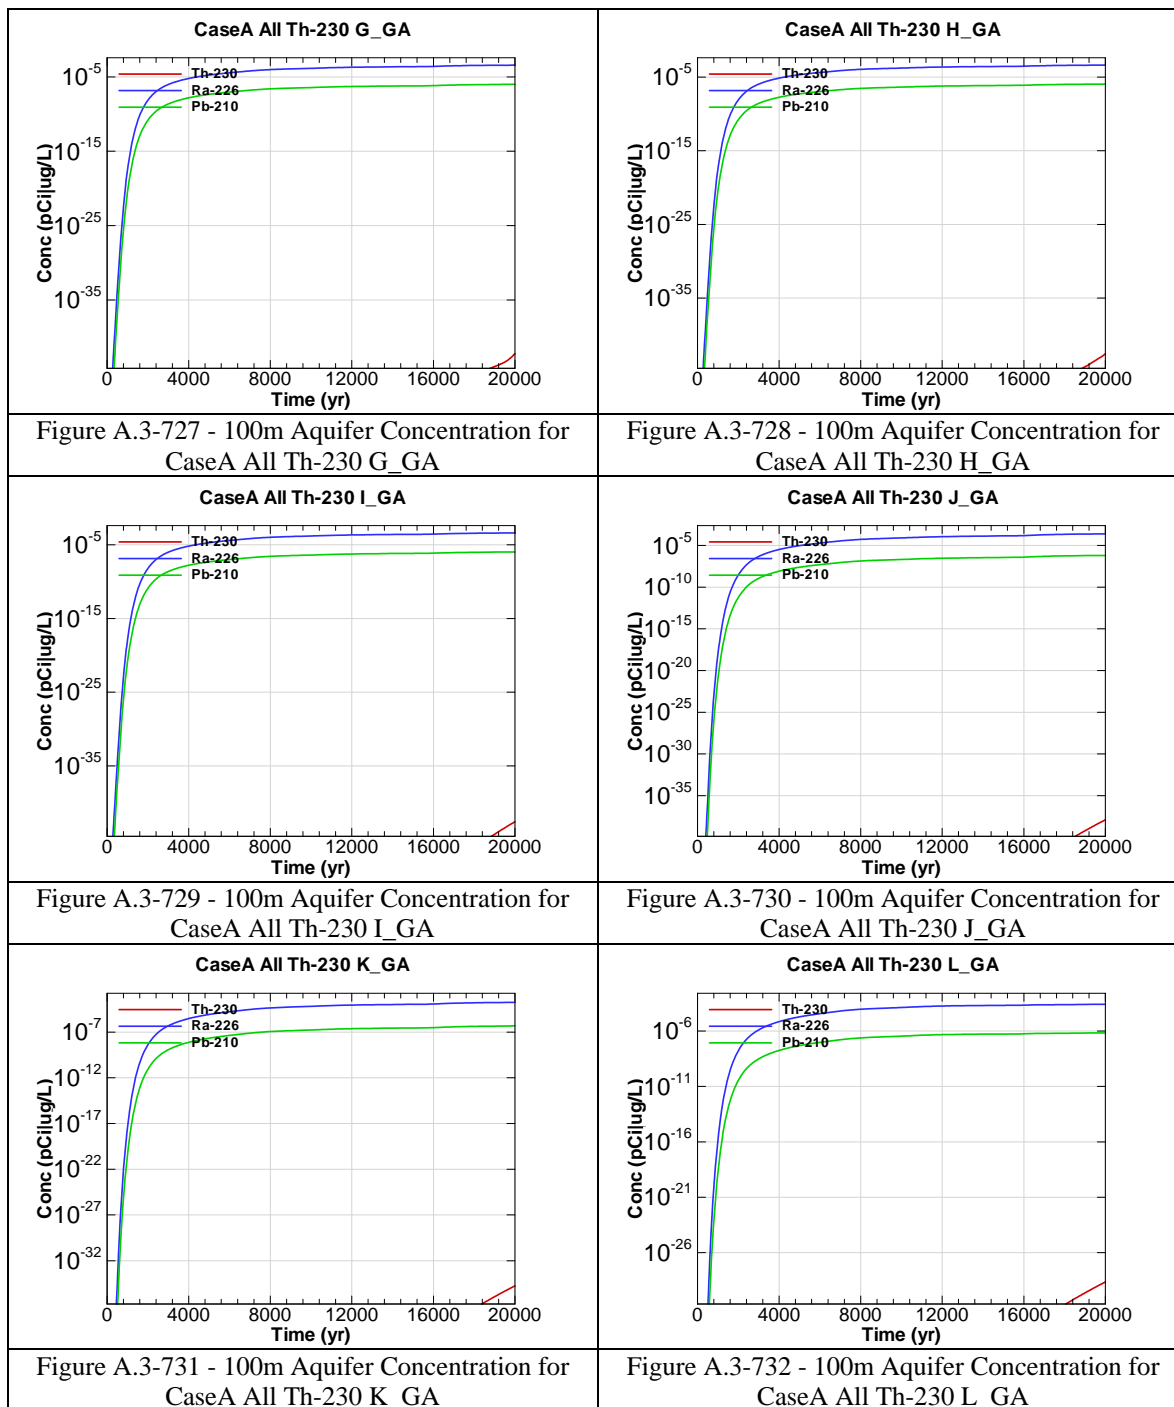 CaseA All Th-230 G_GA
Th-230
Ra-226
Pb-210
10-5
10-15
10-25
10-35
Conc (pCi|ug/L)
0 4000 8000 12000 16000 20000
Time (yr)
Figure A.3-727 - 100m Aquifer Concentration for
CaseA All Th-230 G_GA
CaseA All Th-230 H_GA
Th-230
Ra-226
Pb-210
10-5
10-15
10-25
10-35
Conc (pCi|ug/L)
0 4000 8000 12000 16000 20000
Time (yr)
Figure A.3-728 - 100m Aquifer Concentration for
CaseA All Th-230 H_GA
CaseA All Th-230 I_GA
Th-230
Ra-226
Pb-210
10-5
10-15
10-25
10-35
Conc (pCi|ug/L)
0 4000 8000 12000 16000 20000
Time (yr)
Figure A.3-729 - 100m Aquifer Concentration for
CaseA All Th-230 I_GA
CaseA All Th-230 J_GA
Th-230
Ra-226
Pb-210
10-5
10-10
10-15
10-20
10-25
10-30
10-35
Conc (pCi|ug/L)
0 4000 8000 12000 16000 20000
Time (yr)
Figure A.3-730 - 100m Aquifer Concentration for
CaseA All Th-230 J_GA
CaseA All Th-230 K_GA
Th-230
Ra-226
Pb-210
10-7
10-12
10-17
10-22
10-27
10-32
Conc (pCi|ug/L)
0 4000 8000 12000 16000 20000
Time (yr)
Figure A.3-731 - 100m Aquifer Concentration for
CaseA All Th-230 K_GA
CaseA All Th-230 L_GA
Th-230
Ra-226
Pb-210
10-6
10-11
10-16
10-21
10-26
Conc (pCi|ug/L)
0 4000 8000 12000 16000 20000
Time (yr)
Figure A.3-732 - 100m Aquifer Concentration for
CaseA All Th-230 L_GA